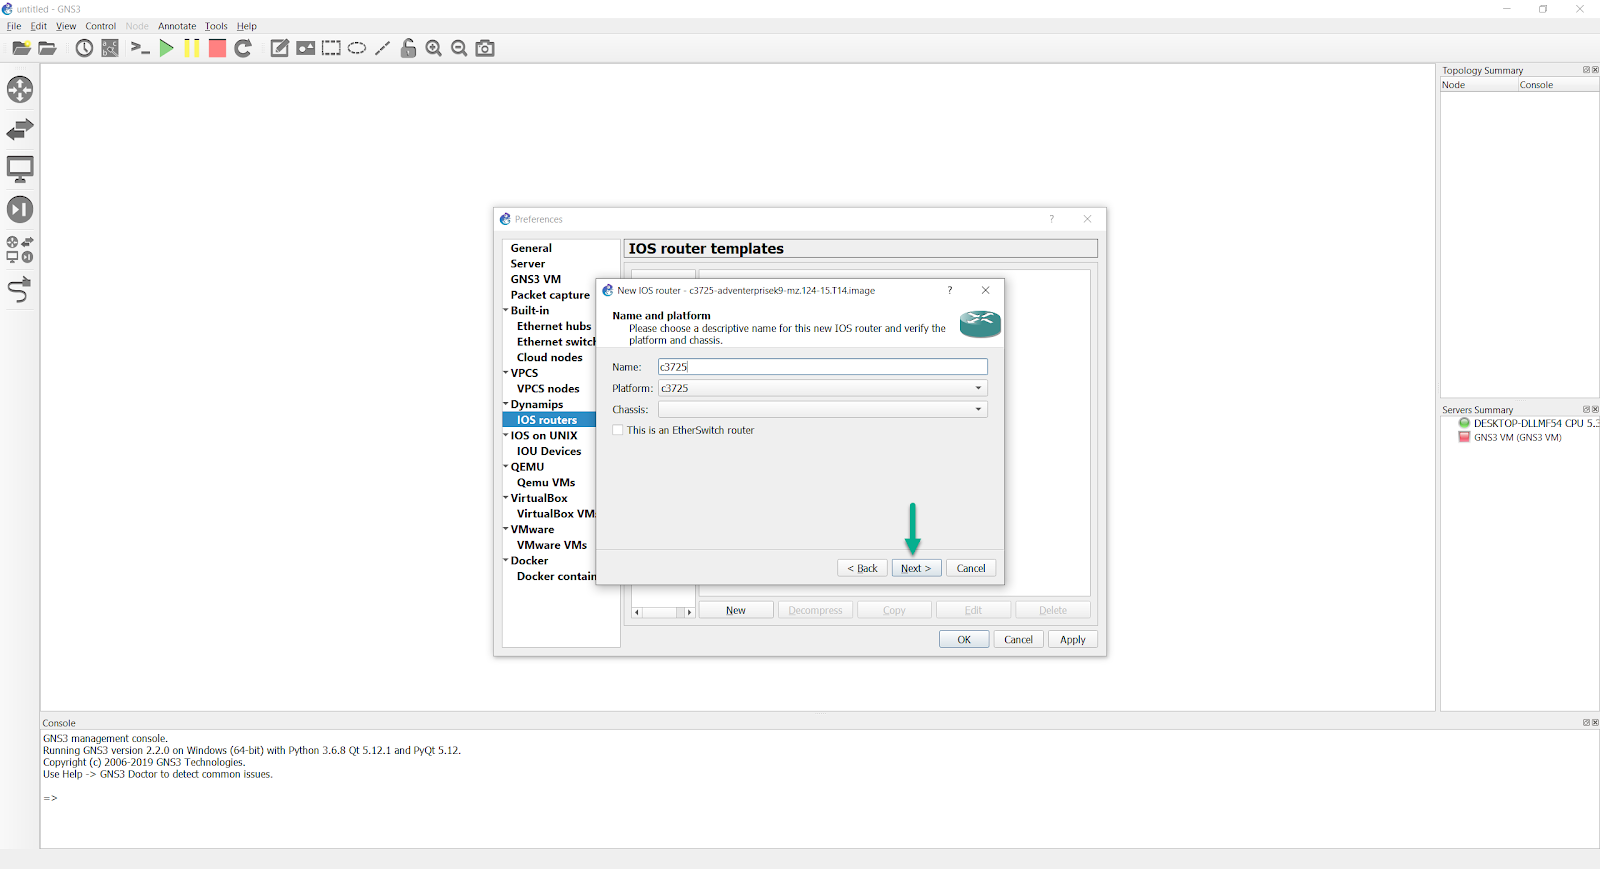 untitled - GNS3
File Edit View Control Node Annotate Tools Help
Topology Summary
Node Console
Preferences
General
Server
GNS3 VM
Packet capture
Built-in
Ethernet hubs
Ethernet switch
Cloud nodes
VPCS
VPCS nodes
Dynamips
IOS routers
IOS on UNIX
IOU Devices
QEMU
Qemu VMs
VirtualBox
VirtualBox VM
VMware
VMware VMs
Docker
Docker contain
IOS router templates
New IOS router - c3725-adventerprisek9-mz.124-15.T14.image
Name and platform
Please choose a descriptive name for this new IOS router and verify the
platform and chassis.
Name: c3725
Platform: c3725
Chassis:
This is an EtherSwitch router
< Back Next > Cancel
New Decompress Copy Edit Delete
OK Cancel Apply
Servers Summary
DESKTOP-DLLMF54 CPU 5.3
GNS3 VM (GNS3 VM)
Console
GNS3 management console.
Running GNS3 version 2.2.0 on Windows (64-bit) with Python 3.6.8 Qt 5.12.1 and PyQt 5.12.
Copyright (c) 2006-2019 GNS3 Technologies.
Use Help -> GNS3 Doctor to detect common issues.
=>